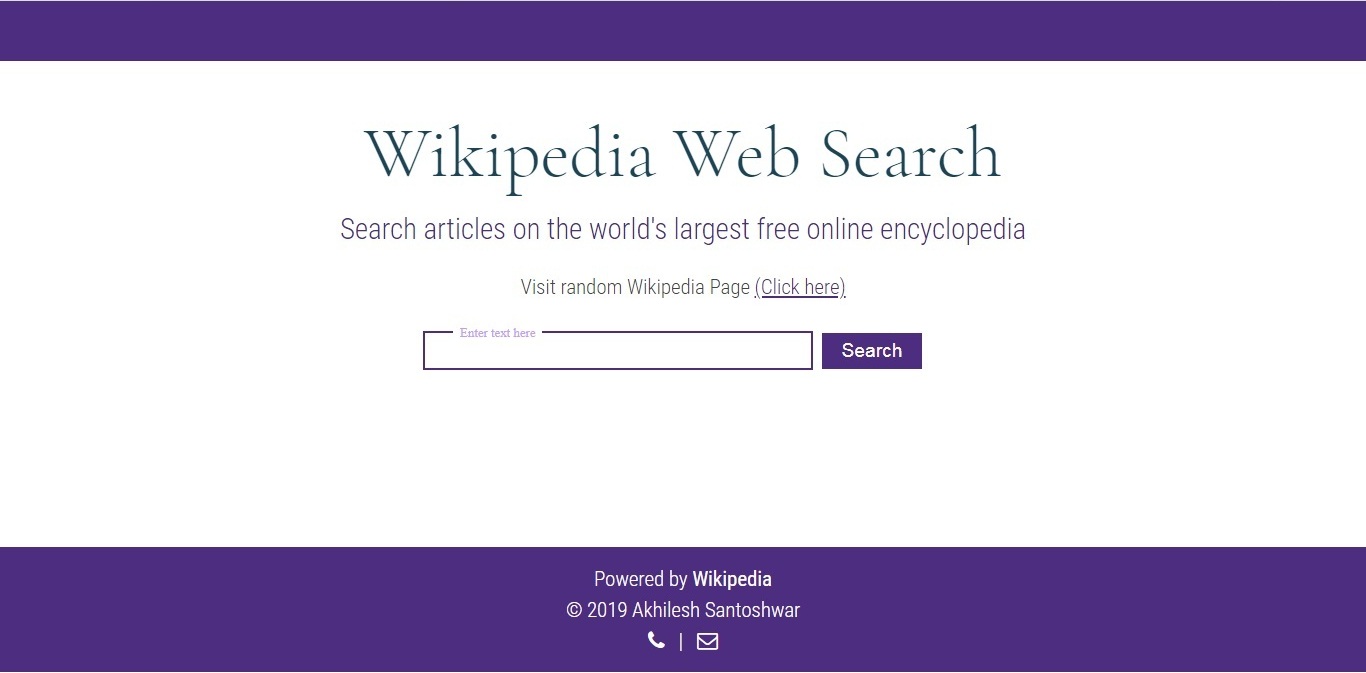 Wikipedia Web Search
Search articles on the world's largest free online encyclopedia
Visit random Wikipedia Page (Click here)
Enter text here
Search
Powered by Wikipedia
© 2019 Akhilesh Santoshwar
|